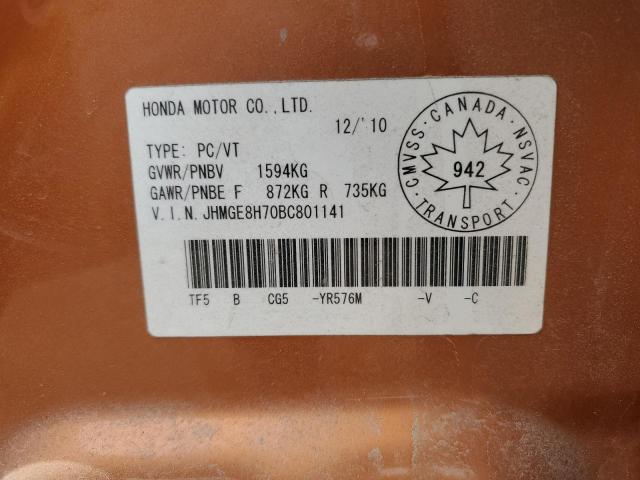 HONDA MOTOR CO.,LTD.
12/'10
TYPE: PC/VT
GVWR/PNBV 1594KG
GAWR/PNBE F 872KG R 735KG
V.I.N. JHMGE8H70BC801141
TF5 B CG5 -YR576M -V -C
CMVSS · CANADA · NSVAC
942
· TRANSPORT ·